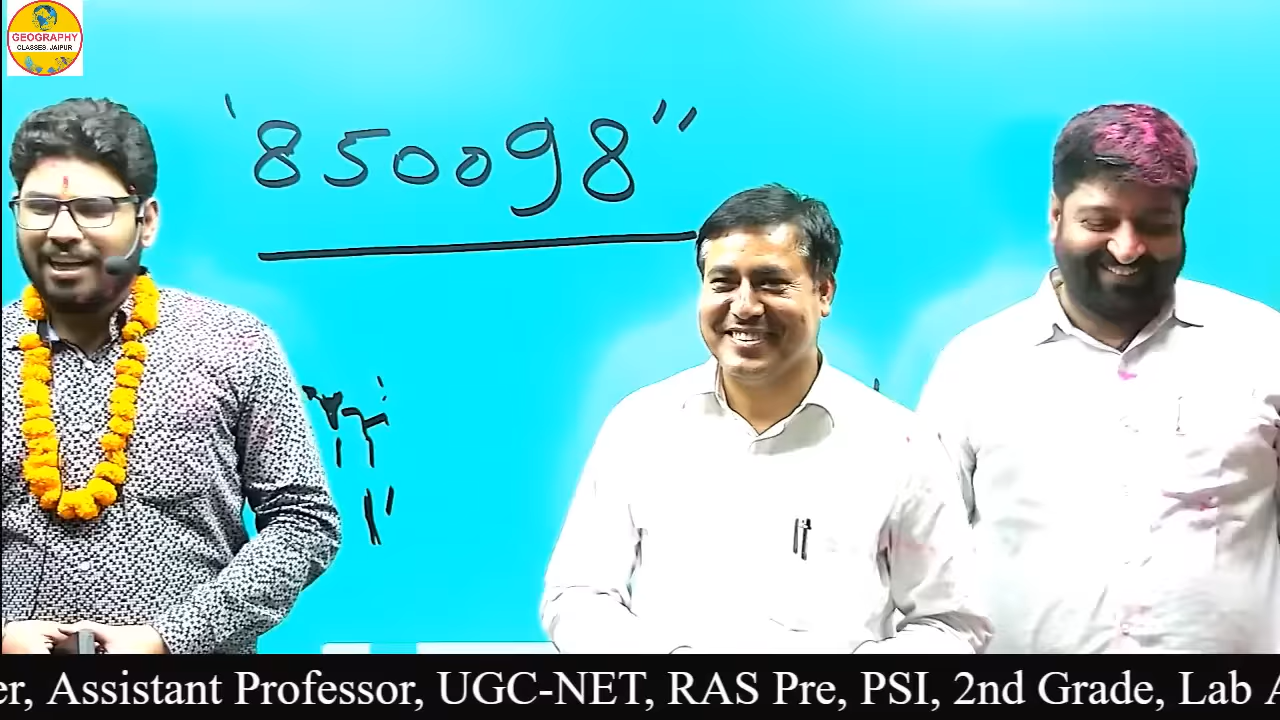 GEOGRAPHY
CLASSES, JAIPUR
'850098"
er, Assistant Professor, UGC-NET, RAS Pre, PSI, 2nd Grade, Lab A